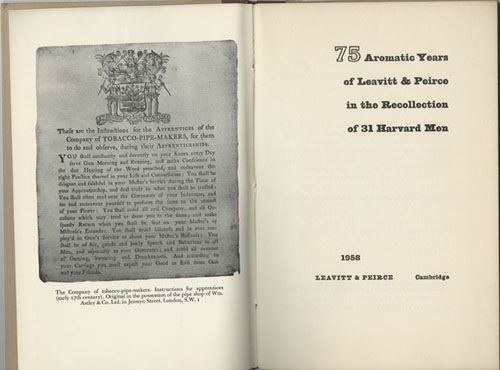 These are the Instructions for the APPRENTICES of the
Company of TOBACCO-PIPE-MAKERS, for them
to do and observe, during their APPRENTICESHIPS.
YOU shall constantly and devoutly on your Knees every Day
serve God Morning and Evening, and make Conscience in
the due Hearing of the Word preached, and endeavour the
right Practice thereof in your Life and Conversation: You shall be
diligent and faithful in your Master's Service during the Time of
your Apprenticeship, and deal truly in what you shall be trusted:
You shall often read over the Covenants of your Indenture, and
see and endeavour yourself to perform the same to the utmost
of your Power: You shall avoid all evil Company, and all
which may tend to draw you to the same; and make
speedy Return when you shall be sent on your Master's or
Mistress's Errands: You shall avoid Idleness and be ever
employ'd in God's Service or about your Master's Business: You
shall be of fair, gentle and lowly Speech and Behaviour to all
Men, and especially to your Governors; and avoid all manner
of Gaming, Swearing and Drunkenness. And according to
your Carriage you must expect your Good or Evil from God
and your Friends.
The Company of tobacco-pipe-makers. Instructions for apprentices
(early 17th century). Original in the possession of the pipe shop of Wm.
Astley & Co. Ltd. in Jermyn Street, London, S.W. 1
75 Aromatic Years
of Leavitt & Peirce
in the Recollection
of 31 Harvard Men
1958
LEAVITT & PEIRCE Cambridge